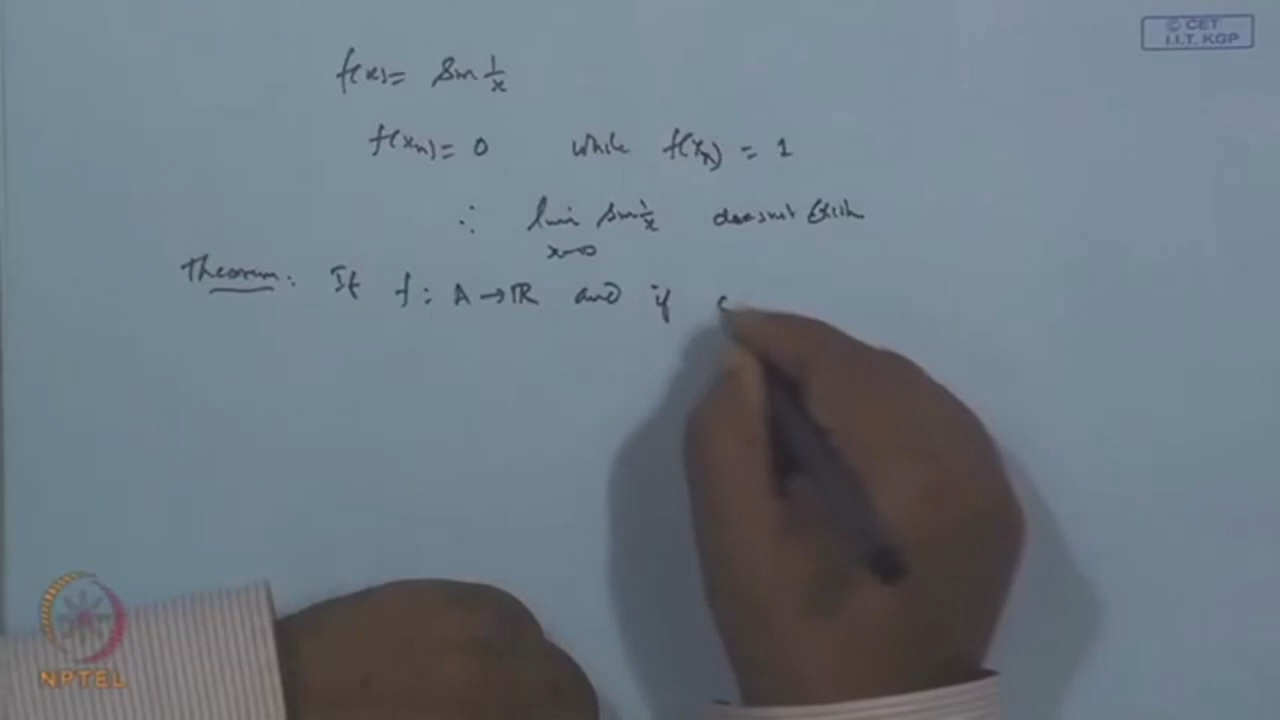 © CET
I.I.T. KGP
f(x) = Sin 1/x
f(xn) = 0 while f(xn) = 1
∴ lim Sin 1/x doesnot Exist
x→0
Theorem. If f: A → ℝ and if c
NPTEL